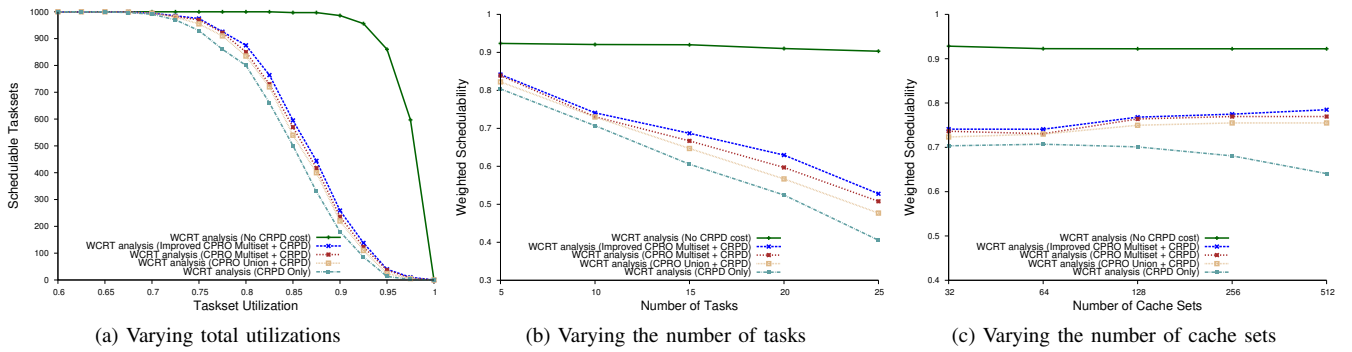 1000
900
800
700
600
500
400
300
200
100
0
Schedulable Tasksets
WCRT analysis (No CRPD cost)
WCRT analysis (Improved CPRO Multiset + CRPD)
WCRT analysis (CPRO Multiset + CRPD)
WCRT analysis (CPRO Union + CRPD)
WCRT analysis (CRPD Only)
0.6 0.65 0.7 0.75 0.8 0.85 0.9 0.95 1
Taskset Utilization
(a) Varying total utilizations
1
0.9
0.8
0.7
0.6
0.5
0.4
0.3
Weighted Schedulability
WCRT analysis (No CRPD cost)
WCRT analysis (Improved CPRO Multiset + CRPD)
WCRT analysis (CPRO Multiset + CRPD)
WCRT analysis (CPRO Union + CRPD)
WCRT analysis (CRPD Only)
5 10 15 20 25
Number of Tasks
(b) Varying the number of tasks
1
0.9
0.8
0.7
0.6
0.5
0.4
Weighted Schedulability
WCRT analysis (No CRPD cost)
WCRT analysis (Improved CPRO Multiset + CRPD)
WCRT analysis (CPRO Multiset + CRPD)
WCRT analysis (CPRO Union + CRPD)
WCRT analysis (CRPD Only)
32 64 128 256 512
Number of Cache Sets
(c) Varying the number of cache sets